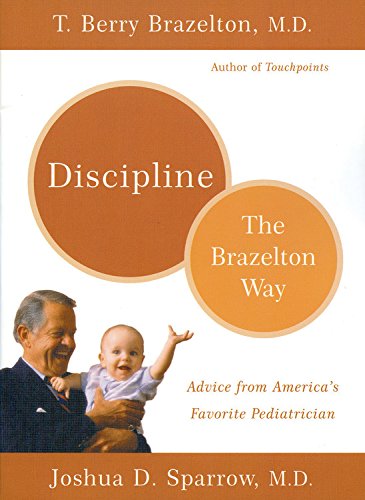 T. Berry Brazelton, M.D.
Author of Touchpoints
Discipline
The
Brazelton
Way
Advice from America's
Favorite Pediatrician
Joshua D. Sparrow, M.D.